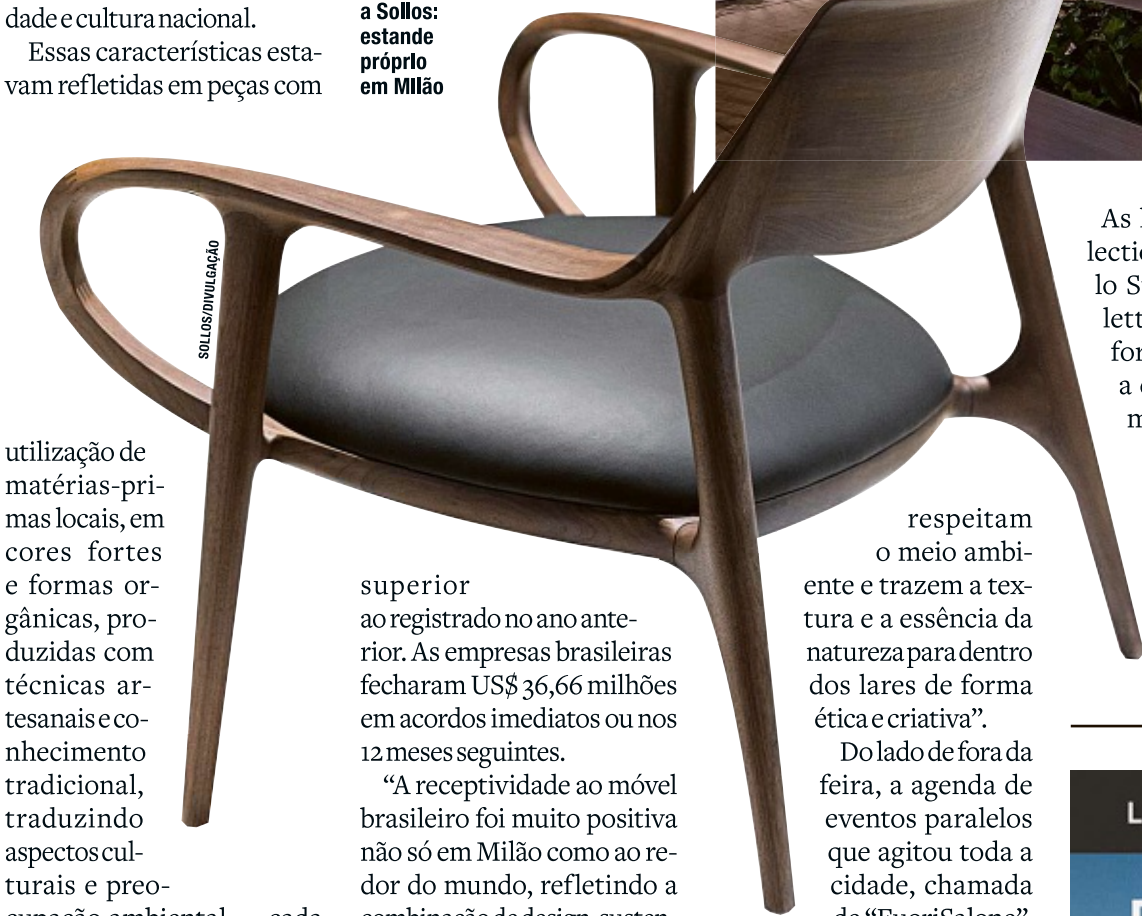 dade e cultura nacional.
Essas características esta-
vam refletidas em peças com
utilização de
matérias-pri-
mas locais, em
cores fortes
e formas or-
gânicas, pro-
duzidas com
técnicas ar-
tesanais e co-
nhecimento
tradicional,
traduzindo
aspectos cul-
turais e preo-
a Sollos:
estande
próprio
em Milão
SOLLOS/DIVULGAÇÃO
superior
ao registrado no ano ante-
rior. As empresas brasileiras
fecharam US$ 36,66 milhões
em acordos imediatos ou nos
12 meses seguintes.
“A receptividade ao móvel
brasileiro foi muito positiva
não só em Milão como ao re-
dor do mundo, refletindo a
combinação de design, susten-
respeitam
o meio ambi-
ente e trazem a tex-
tura e a essência da
natureza para dentro
dos lares de forma
ética e criativa”.
Do lado de fora da
feira, a agenda de
eventos paralelos
que agitou toda a
cidade, chamada
de “FuoriSalone”,
As
lo
a